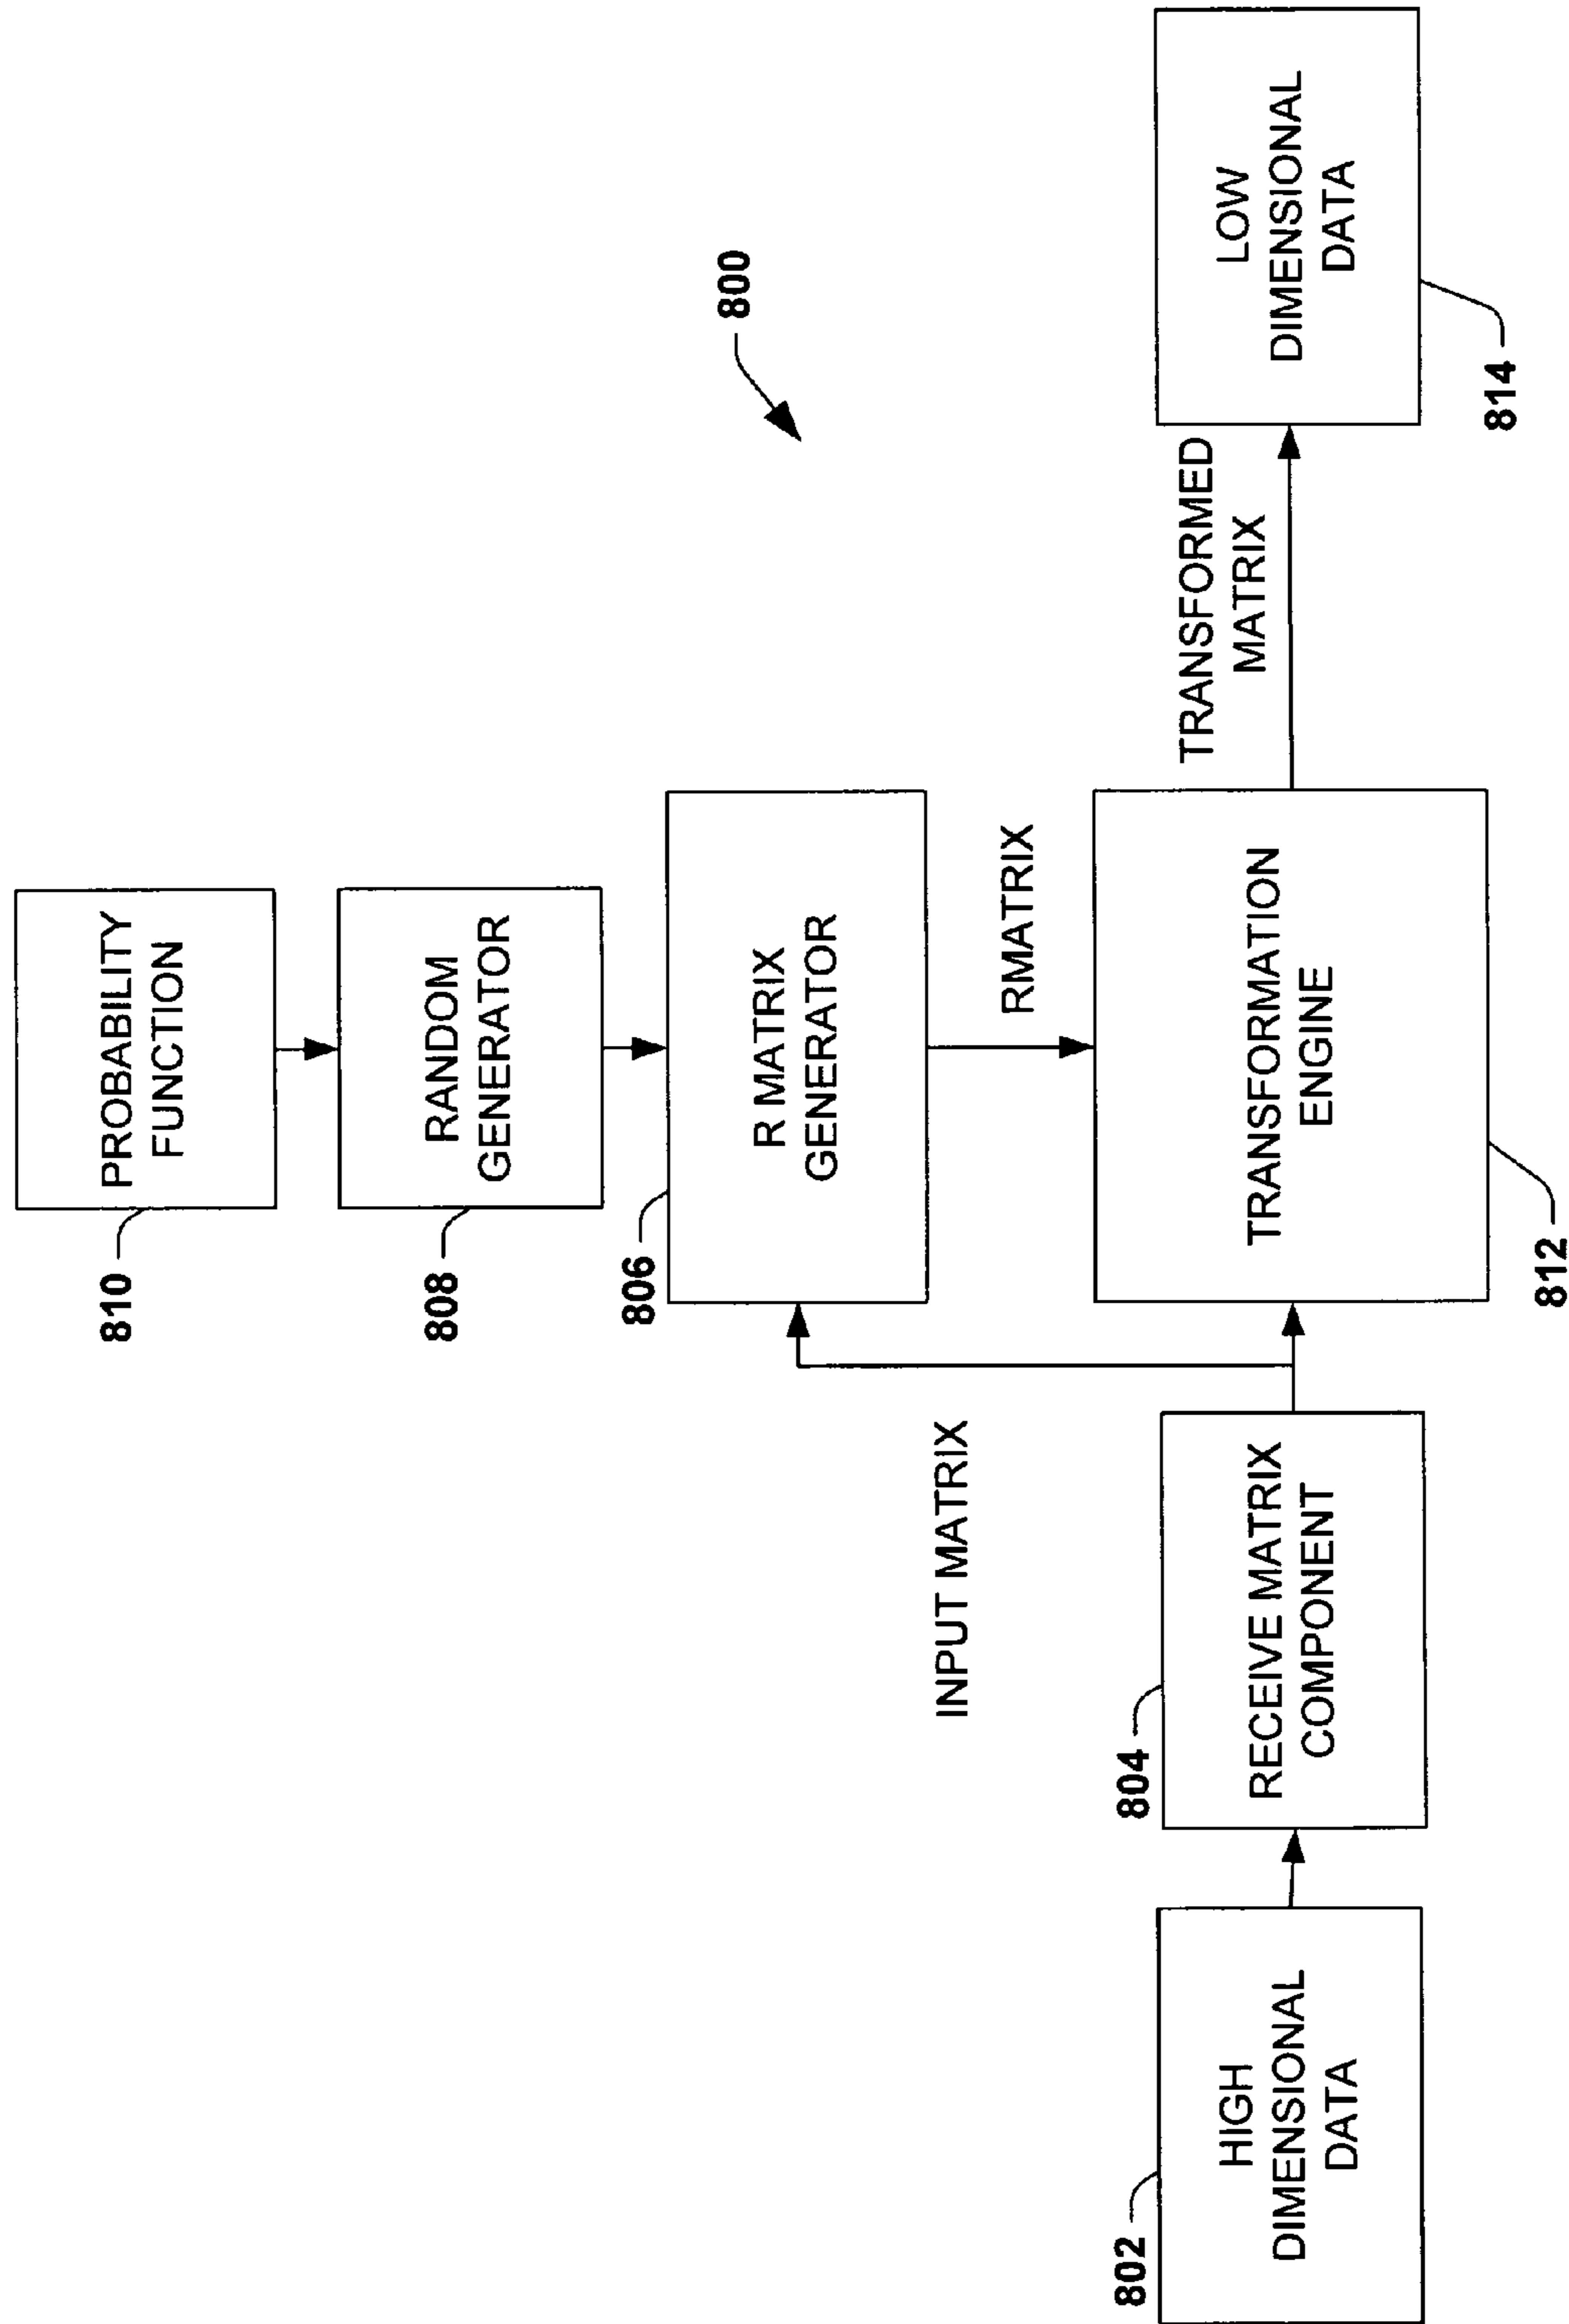 810
PROBABILITY
FUNCTION
808
RANDOM
GENERATOR
800
806
R MATRIX
GENERATOR
INPUT MATRIX
RMATRIX
802
HIGH
DIMENSIONAL
DATA
804
RECEIVE MATRIX
COMPONENT
TRANSFORMATION
ENGINE
812
TRANSFORMED
MATRIX
LOW
DIMENSIONAL
DATA
814